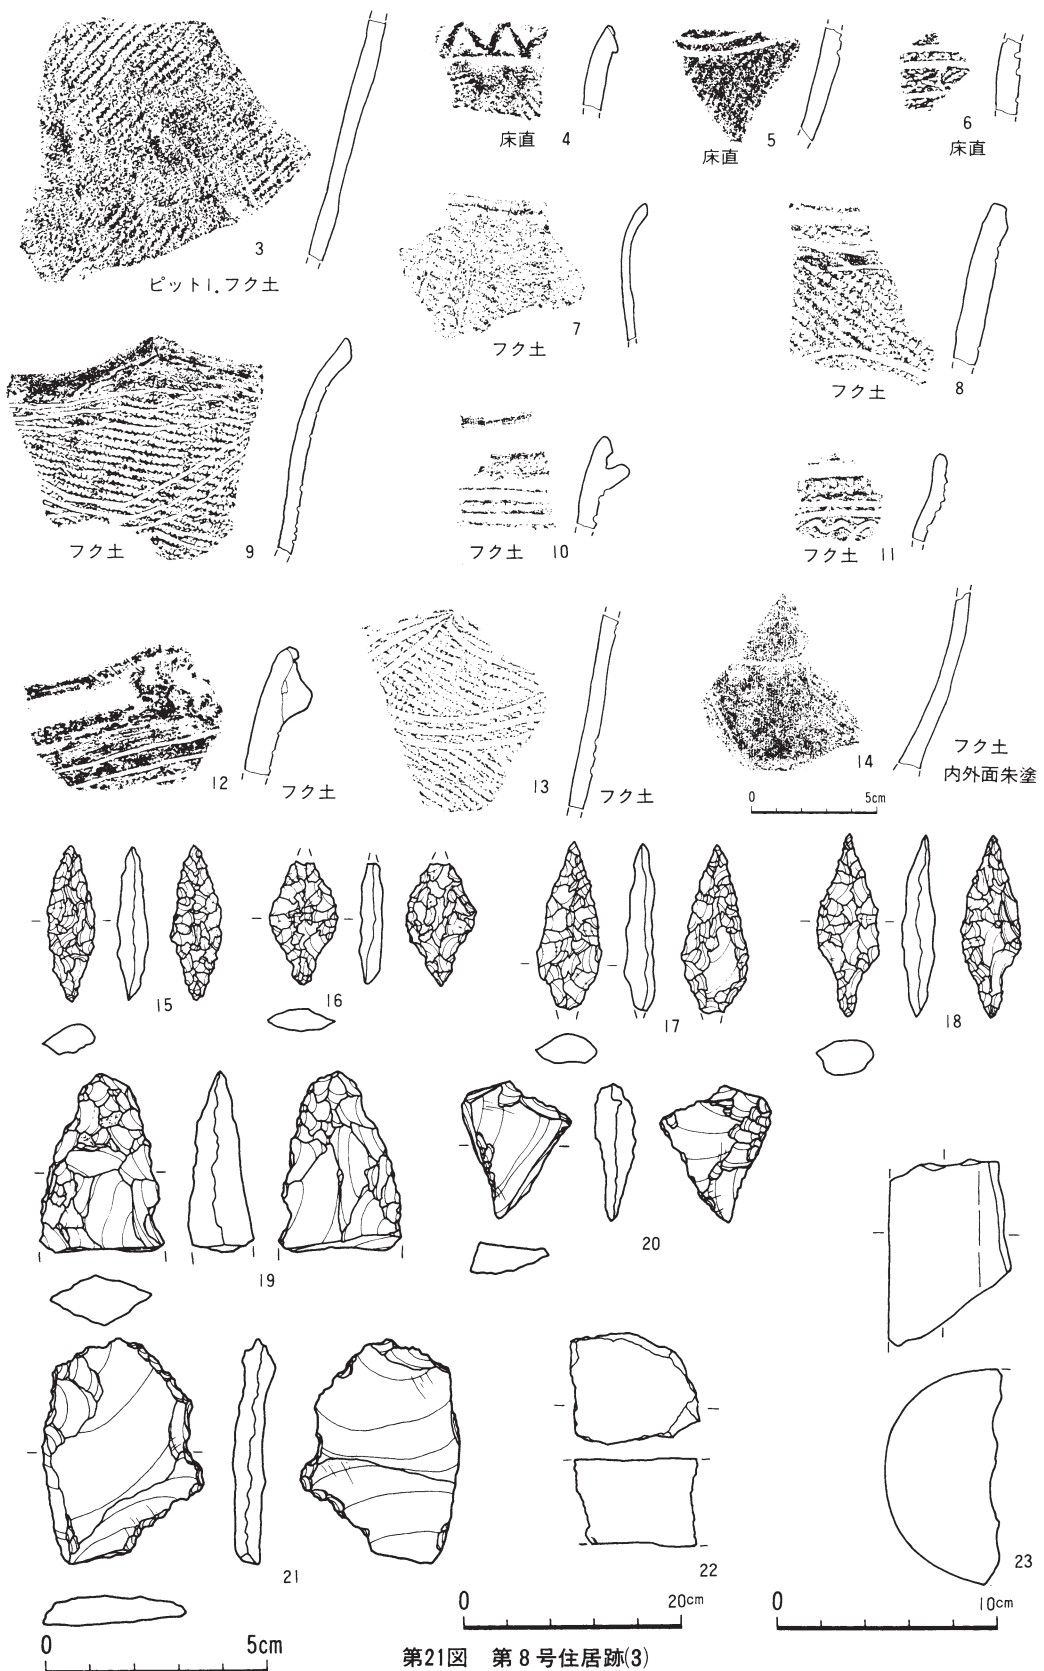 3
ピット1.フク土
4
床直
5
床直
6
床直
7
フク土
8
フク土
9
フク土
10
フク土
11
フク土
12
フク土
13
フク土
14
フク土
内外面朱塗
0 5cm
15
16
17
18
19
20
21
22
23
0 5cm
0 20cm
0 10cm
第21図 第8号住居跡(3)